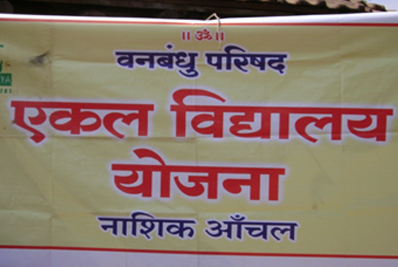 ॥ ॐ ॥
वनबंधु परिषद
एकल विद्यालय
योजना
नाशिक आँचल